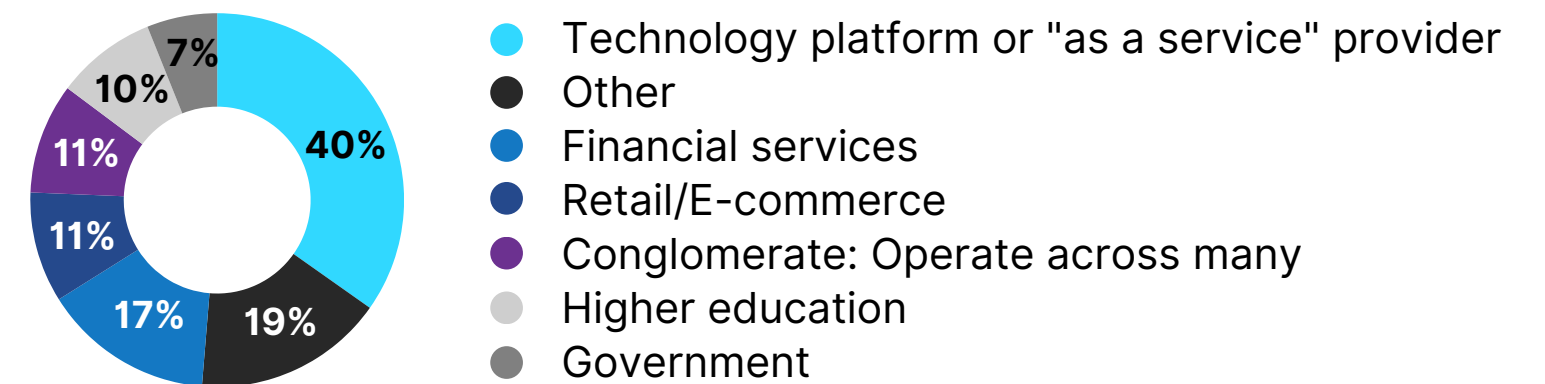 7%
10%
40%
11%
11%
17%
19%
Technology platform or "as a service" provider
Other
Financial services
Retail/E-commerce
Conglomerate: Operate across many
Higher education
Government